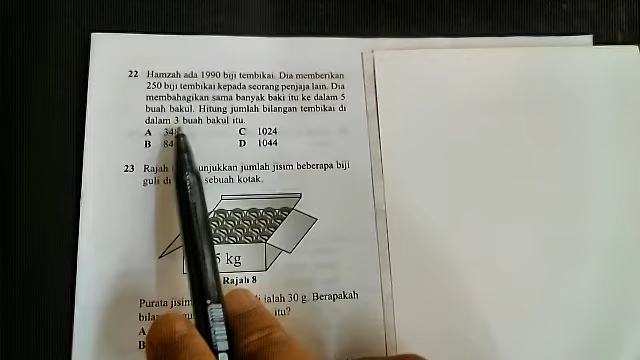 22 Hamzah ada 1990 biji tembikai. Dia memberikan
250 biji tembikai kepada seorang penjaja lain. Dia
membahagikan sama banyak baki itu ke dalam 5
buah bakul. Hitung jumlah bilangan tembikai di
dalam 3 buah bakul itu.
A 348 C 1024
B 84 D 1044
23 Rajah unjukkan jumlah jisim beberapa biji
guli di sebuah kotak.
5 kg
Rajah 8
Purata jisim ialah 30 g. Berapakah
itu?
A
B